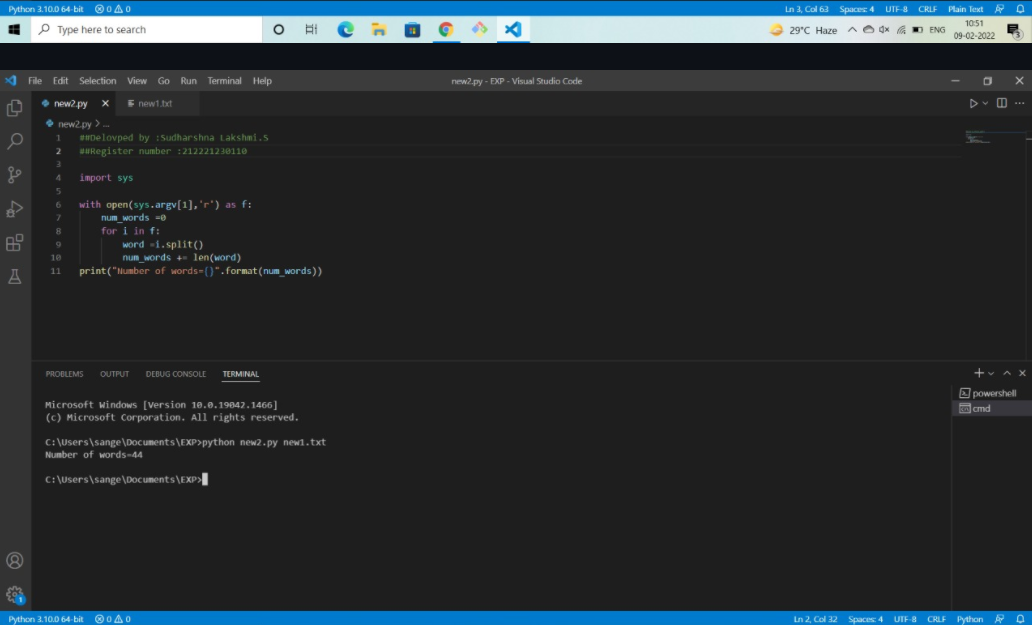 Python 3.10.0 64-bit 0 0 Ln 3, Col 63 Spaces: 4 UTF-8 CRLF Plain Text
Type here to search 29°C Haze ENG 10:51
09-02-2022 3
File Edit Selection View Go Run Terminal Help new2.py - EXP - Visual Studio Code
new2.py new1.txt
new2.py > ...
1 ##Delovped by :Sudharshna Lakshmi.S
2 ##Register number :212221230110
3
4 import sys
5
6 with open(sys.argv[1],'r') as f:
7 num_words =0
8 for i in f:
9 word =i.split()
10 num_words += len(word)
11 print("Number of words={}".format(num_words))
PROBLEMS OUTPUT DEBUG CONSOLE TERMINAL
powershell
cmd
Microsoft Windows [Version 10.0.19042.1466]
(c) Microsoft Corporation. All rights reserved.
C:\Users\sange\Documents\EXP>python new2.py new1.txt
Number of words=44
C:\Users\sange\Documents\EXP>
1
Python 3.10.0 64-bit 0 0 Ln 2, Col 32 Spaces: 4 UTF-8 CRLF Python